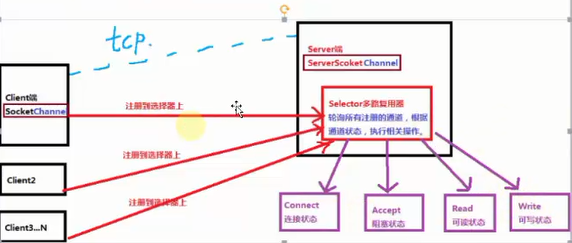 tcp.
Server端
ServerScoketChannel
Client端
SocketChannel
注册到选择器上
Selector多路复用器
轮询所有注册的通道，根据
通道状态，执行相关操作。
注册到选择器上
Client2
注册到选择器上
Client3...N
Connect
连接状态
Accept
阻塞状态
Read
可读状态
Write
可写状态